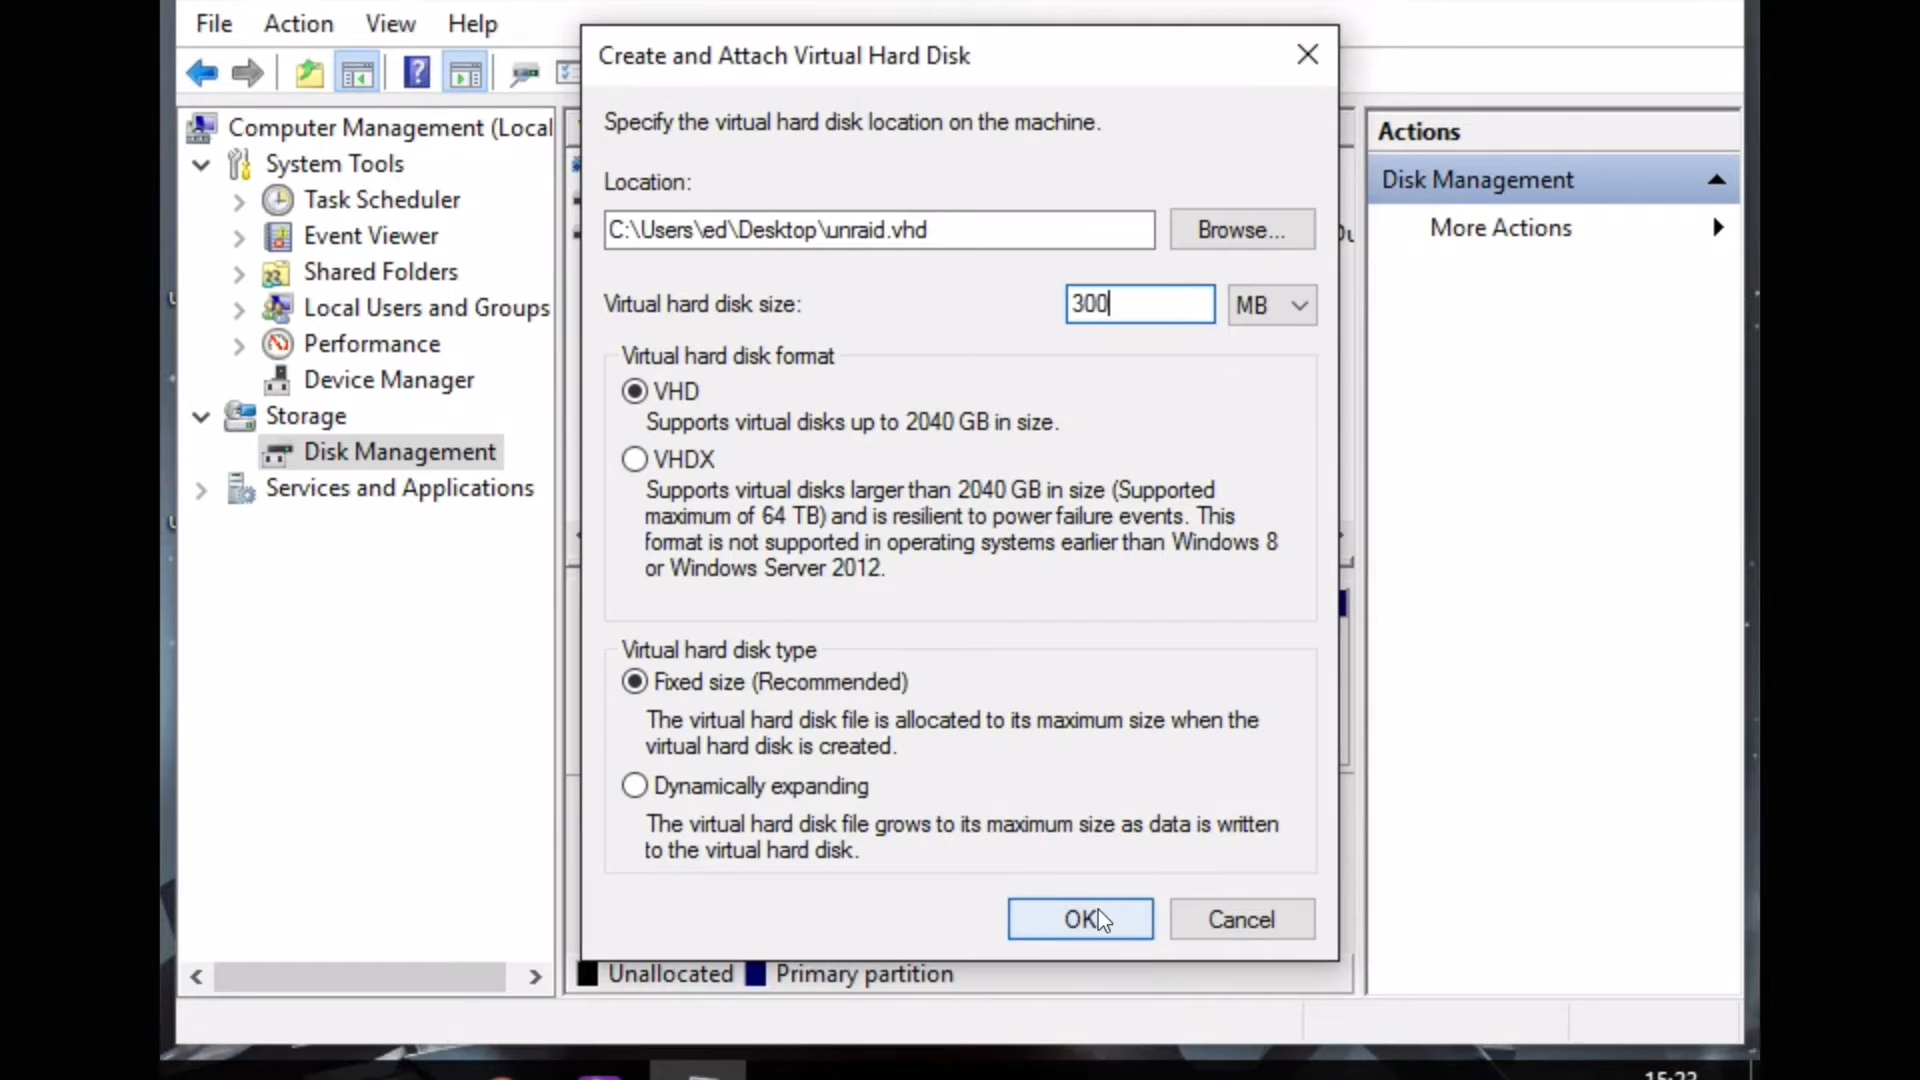 File Action View Help
Create and Attach Virtual Hard Disk
Specify the virtual hard disk location on the machine.
Location:
C:\Users\ed\Desktop\unraid.vhd
Browse...
Virtual hard disk size:
300
MB
Virtual hard disk format
VHD
Supports virtual disks up to 2040 GB in size.
VHDX
Supports virtual disks larger than 2040 GB in size (Supported
maximum of 64 TB) and is resilient to power failure events. This
format is not supported in operating systems earlier than Windows 8
or Windows Server 2012.
Virtual hard disk type
Fixed size (Recommended)
The virtual hard disk file is allocated to its maximum size when the
virtual hard disk is created.
Dynamically expanding
The virtual hard disk file grows to its maximum size as data is written
to the virtual hard disk.
OK
Cancel
Computer Management (Local
System Tools
Task Scheduler
Event Viewer
Shared Folders
Local Users and Groups
Performance
Device Manager
Storage
Disk Management
Services and Applications
Unallocated
Primary partition
Actions
Disk Management
More Actions